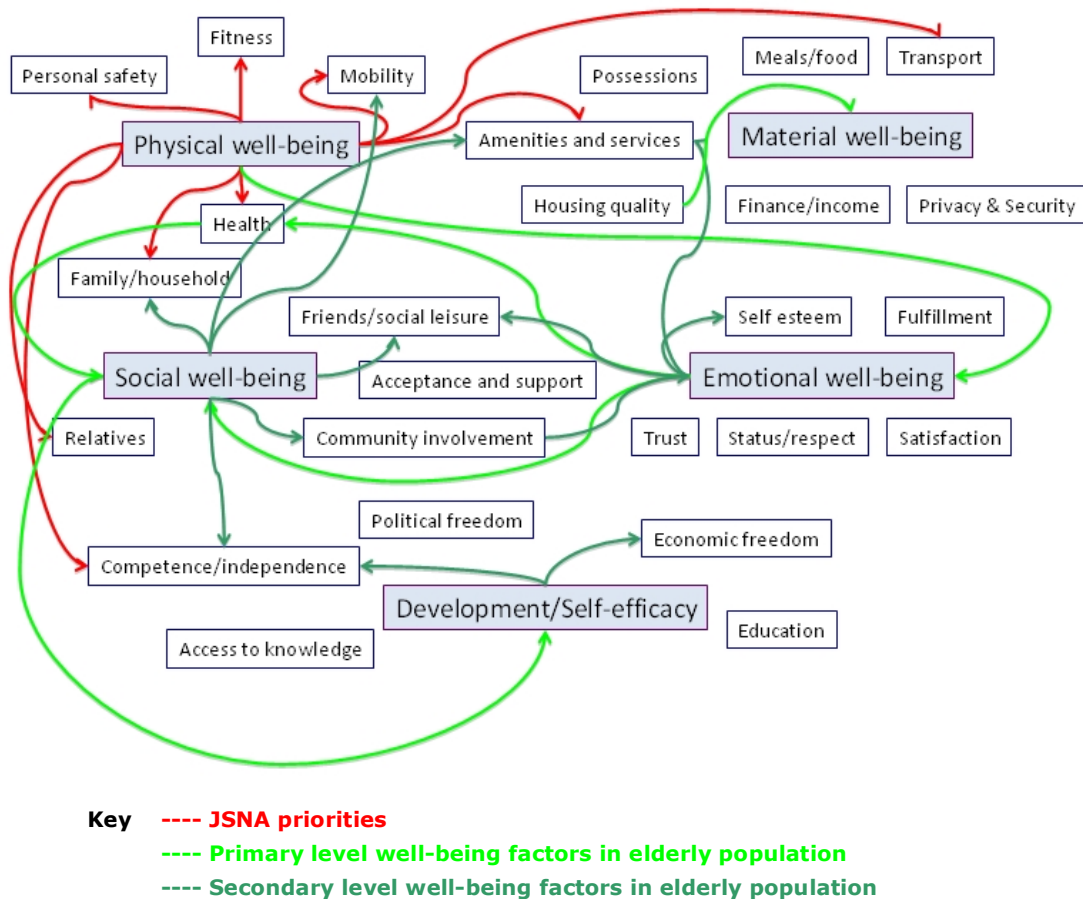 Fitness
Personal safety
Mobility
Possessions
Meals/food
Transport
Physical well-being
Amenities and services
Material well-being
Health
Housing quality
Finance/income
Privacy & Security
Family/household
Friends/social leisure
Self esteem
Fulfillment
Social well-being
Acceptance and support
Emotional well-being
Relatives
Community involvement
Trust
Status/respect
Satisfaction
Political freedom
Economic freedom
Competence/independence
Development/Self-efficacy
Education
Access to knowledge
Key ---- JSNA priorities
---- Primary level well-being factors in elderly population
---- Secondary level well-being factors in elderly population